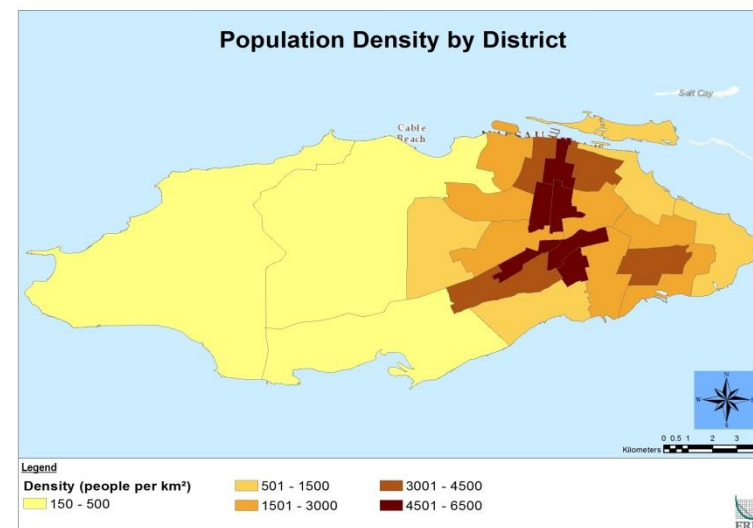 Population Density by District
Salt Cay
Cable
Beach
NASSAU
N
W
S
0 0.5 1 2 3
Kilometers
Legend
Density (people per km²)
150 - 500
501 - 1500
1501 - 3000
3001 - 4500
4501 - 6500